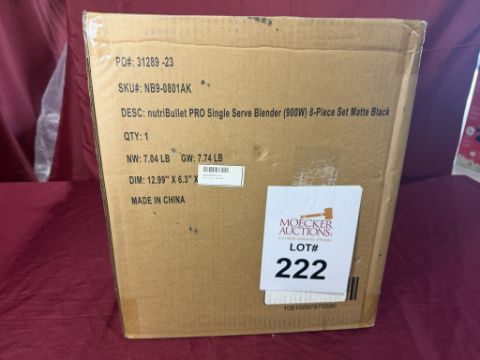 PO#: 31289 -23
SKU#: NB9-0801AK
DESC: nutriBullet PRO Single Serve Blender (900W) 8-Piece Set Matte Black
QTY: 1
NW: 7.04 LB GW: 7.74 LB
DIM: 12.99" X 6.3" X
MADE IN CHINA
MOECKER
AUCTIONS
LOT#
222